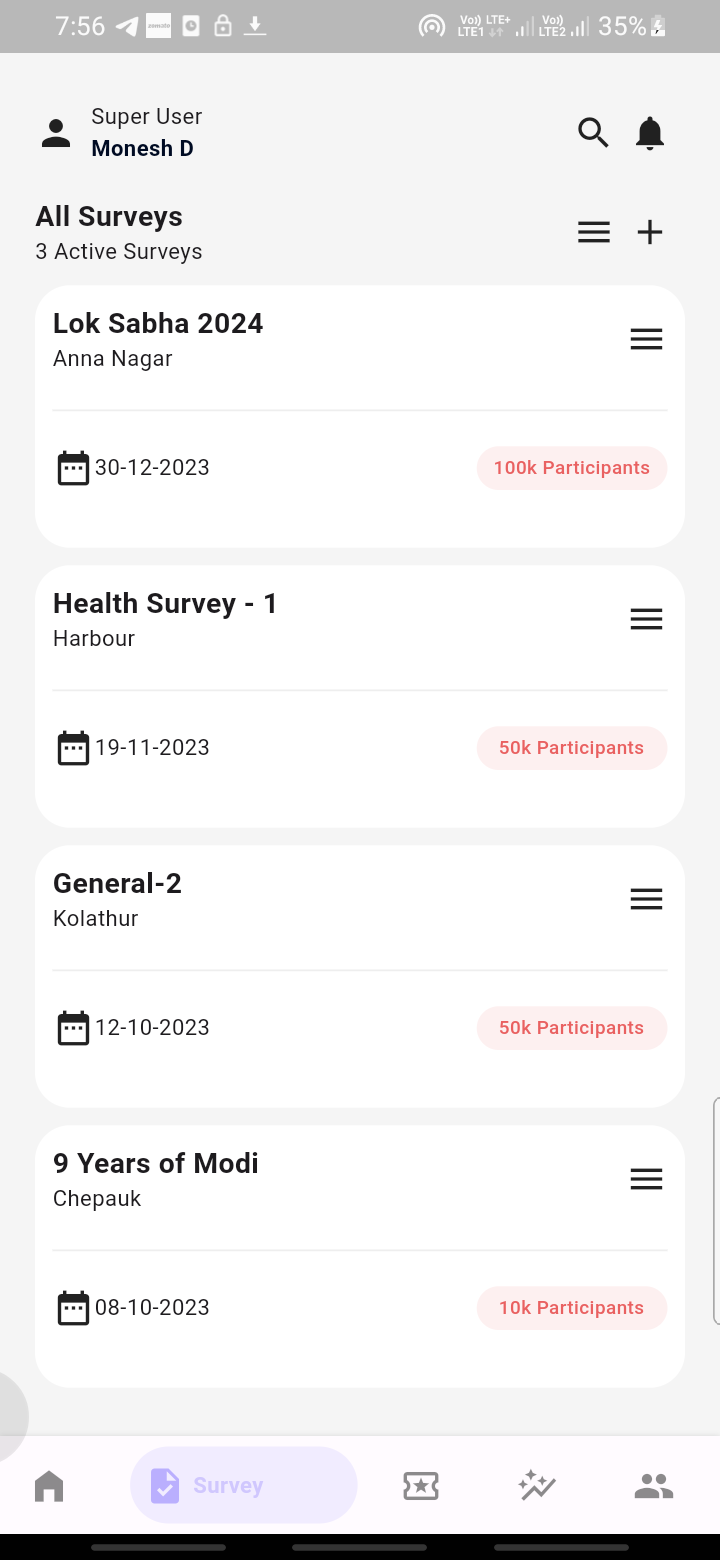 7:56
Vo) LTE+ Vo)
LTE1 LTE2 35%
Super User
Monesh D
All Surveys
3 Active Surveys
Lok Sabha 2024
Anna Nagar
30-12-2023 100k Participants
Health Survey - 1
Harbour
19-11-2023 50k Participants
General-2
Kolathur
12-10-2023 50k Participants
9 Years of Modi
Chepauk
08-10-2023 10k Participants
Survey